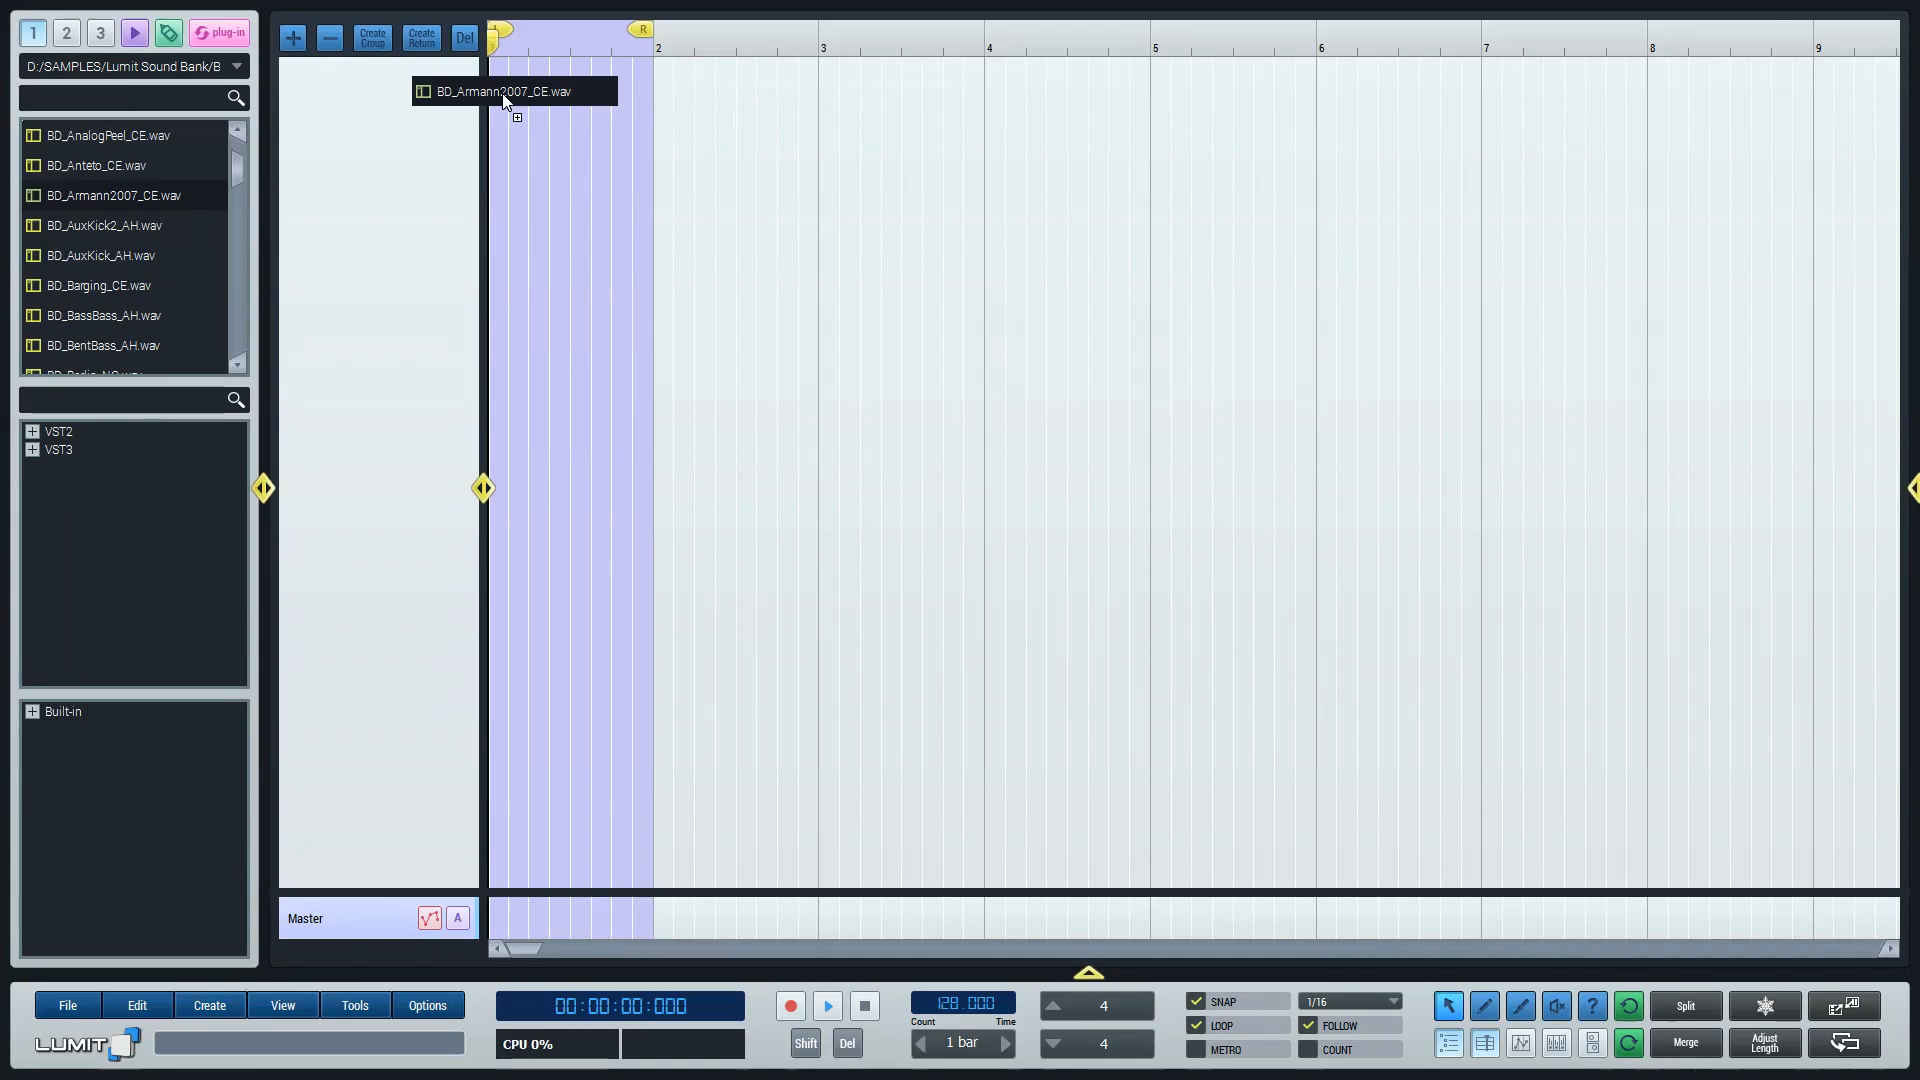 1 2 3 plug-in
D:/SAMPLES/Lumit Sound Bank/B
BD_AnalogPeel_CE.wav
BD_Anteto_CE.wav
BD_Armann2007_CE.wav
BD_AuxKick2_AH.wav
BD_AuxKick_AH.wav
BD_Barging_CE.wav
BD_BassBass_AH.wav
BD_BentBass_AH.wav
VST2
VST3
Built-in
Create Group
Create Return
Del
R
2 3 4 5 6 7 8 9
BD_Armann2007_CE.wav
Master A
File Edit Create View Tools Options
LUMIT
00:00:00:000
CPU 0%
Shift Del
128.000
Count Time
1 bar
4
4
SNAP 1/16
LOOP FOLLOW
METRO COUNT
?
Split
Merge
Adjust Length